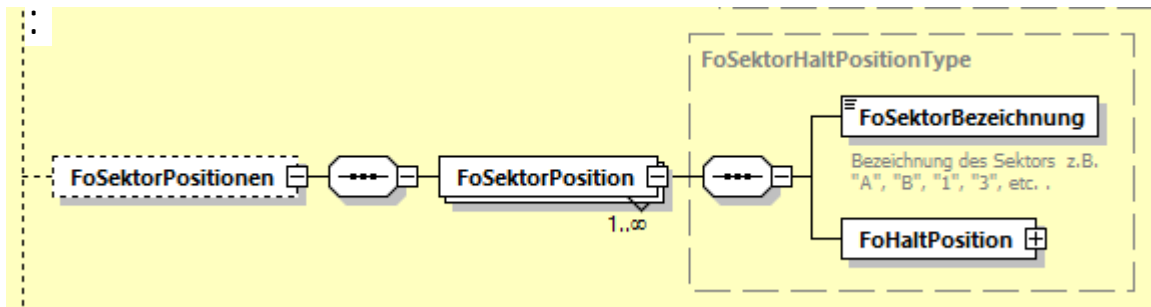 :
FoSektorHaltPositionType
FoSektorBezeichnung
Bezeichnung des Sektors z.B.
"A", "B", "1", "3", etc. .
FoSektorPositionen
FoSektorPosition
1..∞
FoHaltPosition